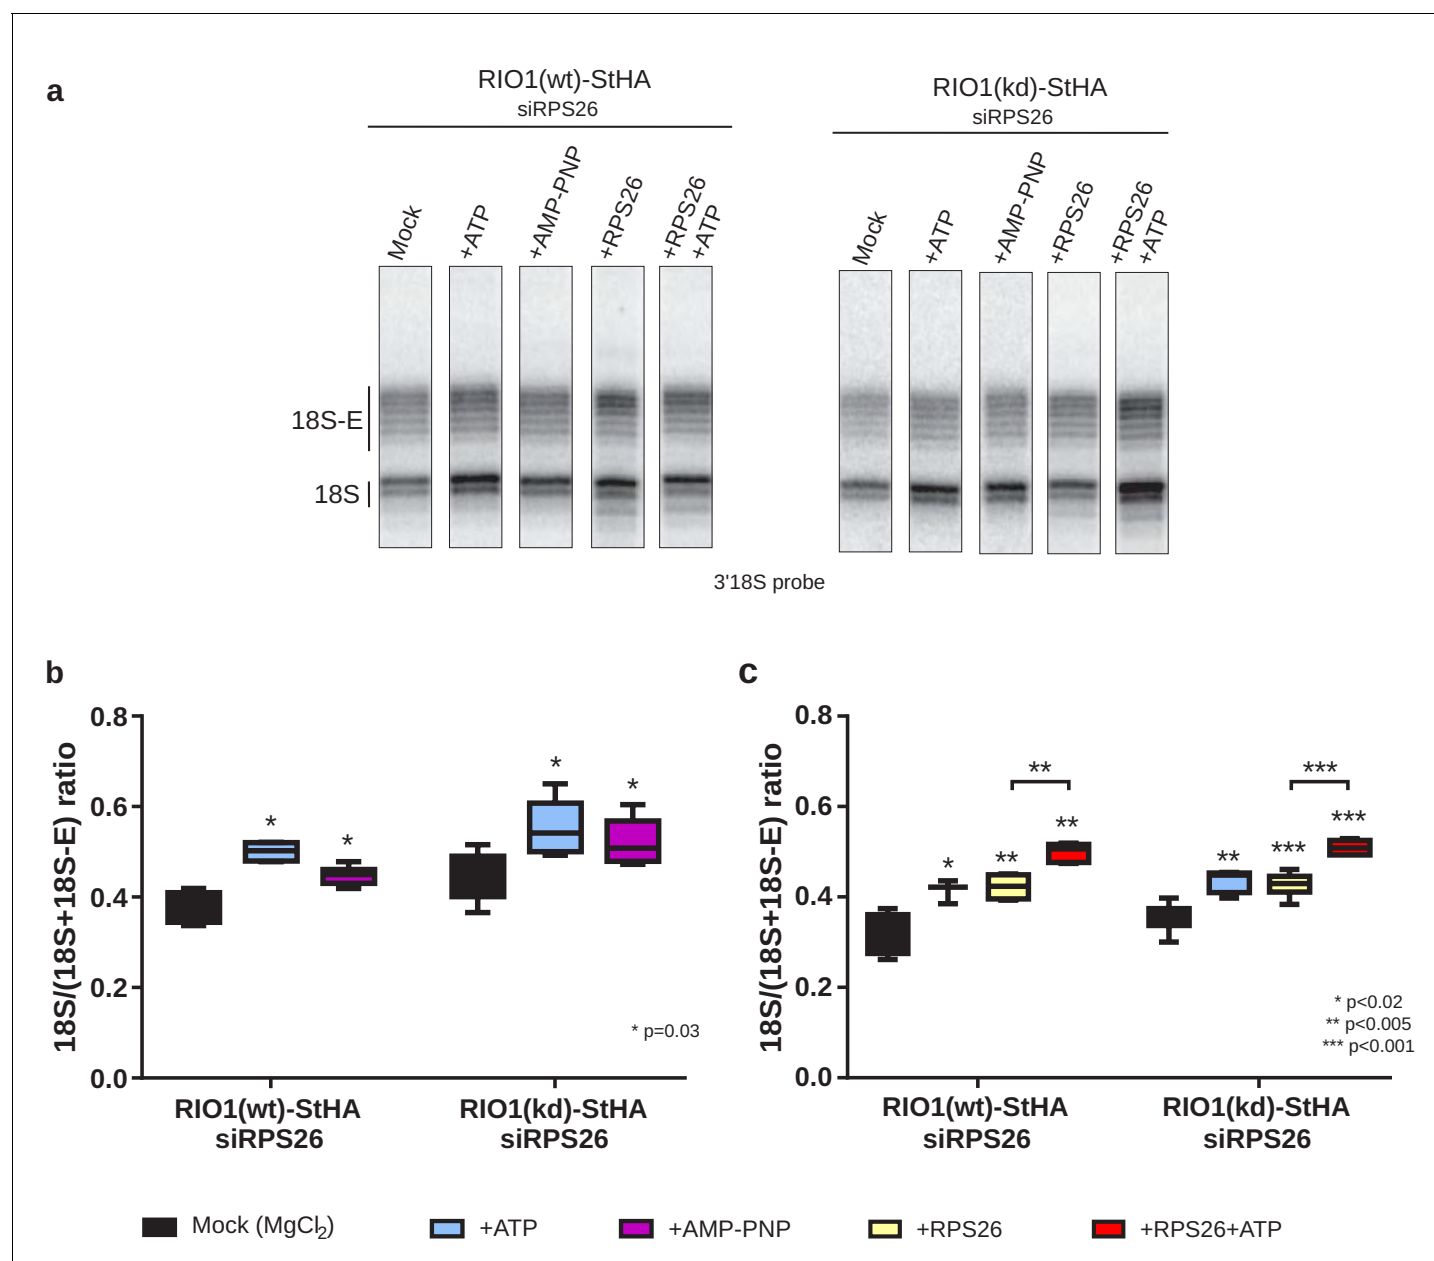 a
RIO1(wt)-StHA
siRPS26
RIO1(kd)-StHA
siRPS26
Mock
+ATP
+AMP-PNP
+RPS26
+RPS26
+ATP
Mock
+ATP
+AMP-PNP
+RPS26
+RPS26
+ATP
18S-E
18S
3'18S probe
b
18S/(18S+18S-E) ratio
0.8
0.6
0.4
0.2
0.0
*
*
*
*
* p=0.03
RIO1(wt)-StHA
siRPS26
RIO1(kd)-StHA
siRPS26
c
18S/(18S+18S-E) ratio
0.8
0.6
0.4
0.2
0.0
*
**
**
**
**
***
***
***
* p<0.02
** p<0.005
*** p<0.001
RIO1(wt)-StHA
siRPS26
RIO1(kd)-StHA
siRPS26
Mock (MgCl2)
+ATP
+AMP-PNP
+RPS26
+RPS26+ATP